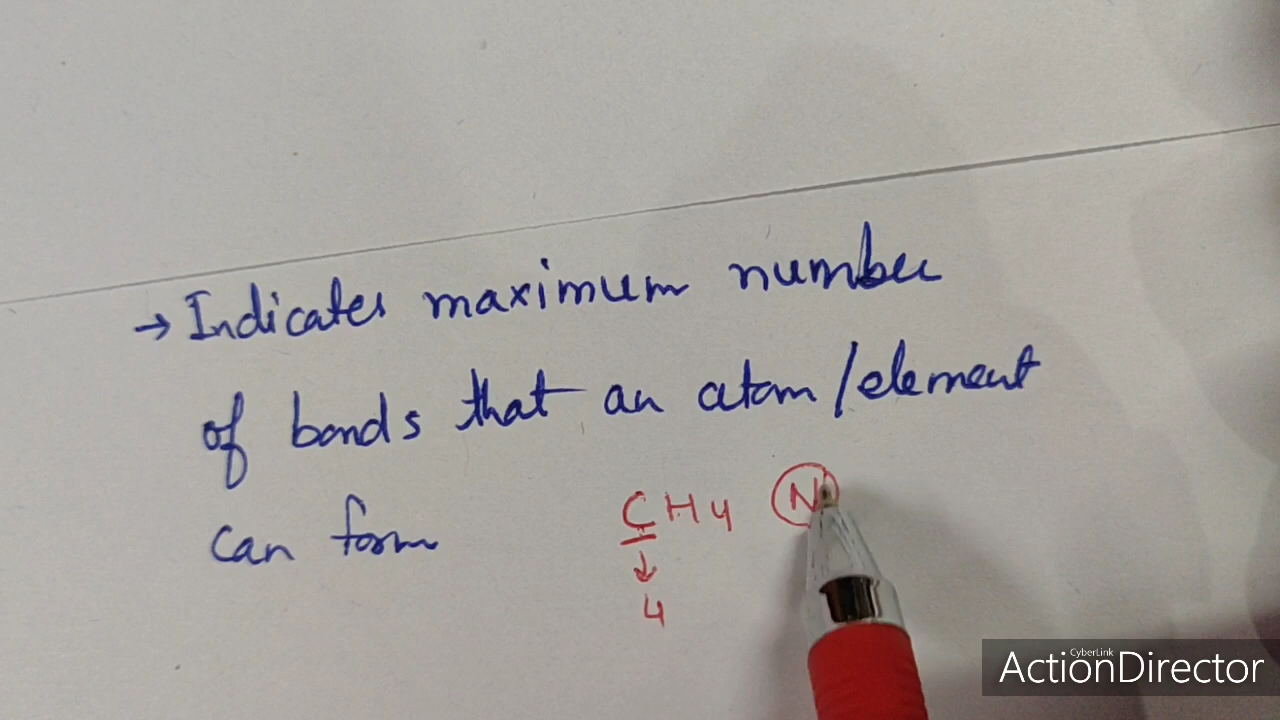 → Indicates maximum number
of bonds that an atom/element
can form
CH4 N
↓
4
CyberLink
ActionDirector